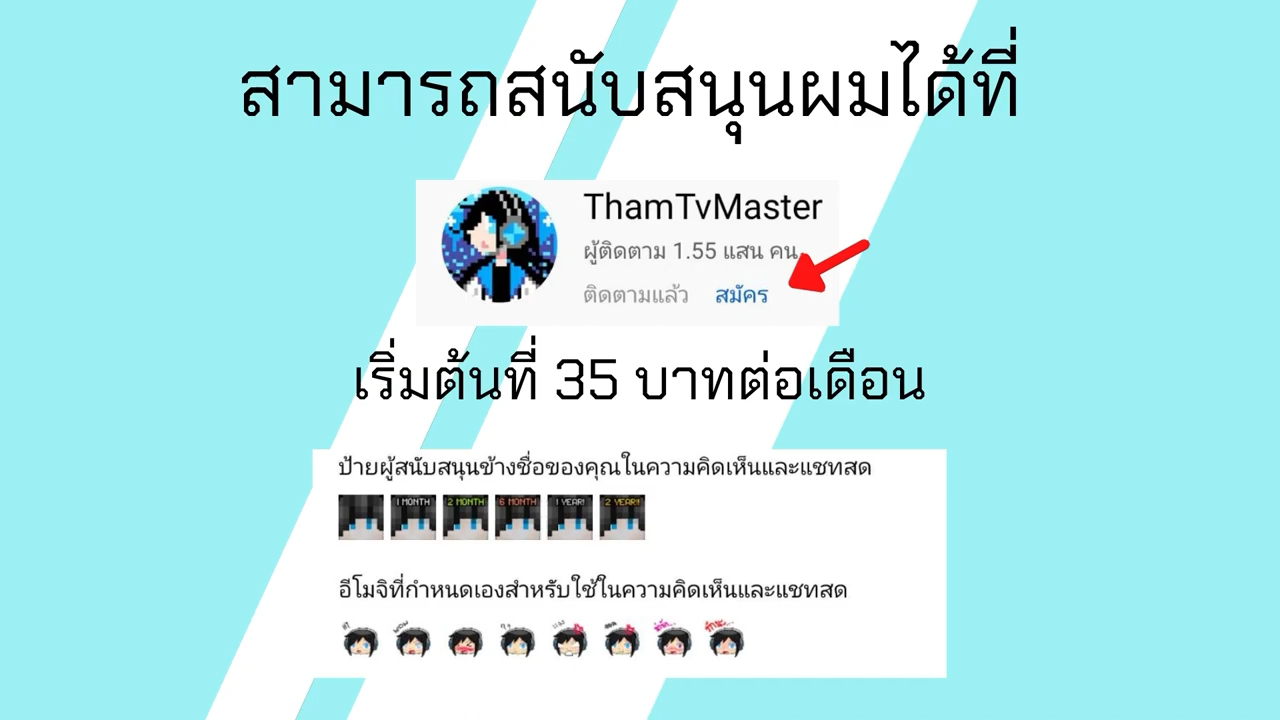 สามารถสนับสนุนผมได้ที่
ThamTvMaster
ผู้ติดตาม 1.55 แสน คน
ติดตามแล้ว สมัคร
เริ่มต้นที่ 35 บาทต่อเดือน
ป้ายผู้สนับสนุนข้างชื่อของคุณในความคิดเห็นและแชทสด
1 MONTH 2 MONTH 6 MONTH 1 YEAR! 2 YEAR!!
อีโมจิที่กำหนดเองสำหรับใช้ในความคิดเห็นและแชทสด